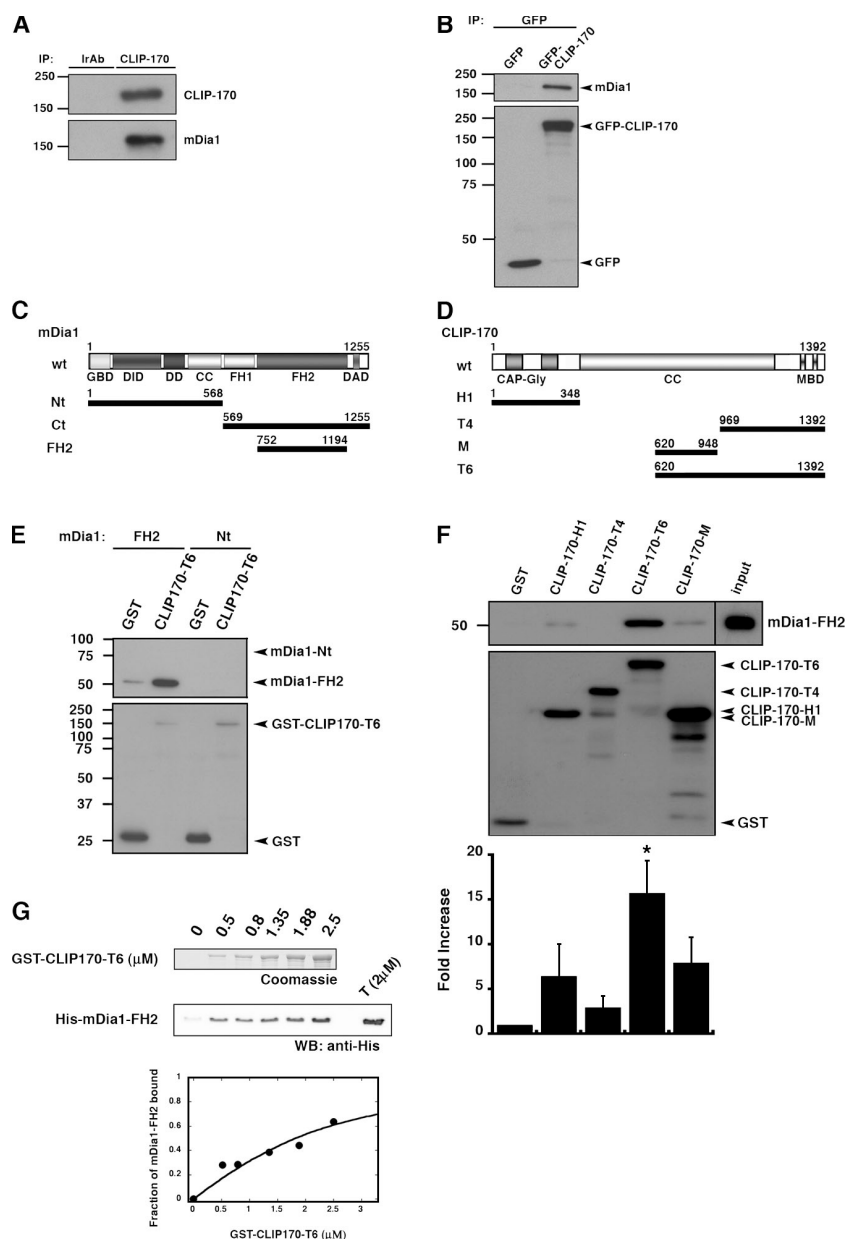 A
IP: IrAb CLIP-170
250
150
CLIP-170
150
mDia1
B
IP: GFP
GFP
GFP-CLIP-170
250
150
mDia1
250
150
100
75
50
GFP-CLIP-170
GFP
C
mDia1
1 1255
wt
GBD DID DD CC FH1 FH2 DAD
Nt 1 568
Ct 569 1255
FH2 752 1194
D
CLIP-170
1 1392
wt
CAP-Gly CC MBD
H1 1 348
T4 969 1392
M 620 948
T6 620 1392
E
mDia1: FH2 Nt
GST CLIP170-T6 GST CLIP170-T6
100
75
50
mDia1-Nt
mDia1-FH2
250
150
100
75
50
37
25
GST-CLIP170-T6
GST
F
GST CLIP-170-H1 CLIP-170-T4 CLIP-170-T6 CLIP-170-M input
50
mDia1-FH2
CLIP-170-T6
CLIP-170-T4
CLIP-170-H1
CLIP-170-M
GST
Fold Increase
20
15
10
5
0
*
G
0 0.5 0.8 1.35 1.88 2.5
GST-CLIP170-T6 (μM)
Coomassie
T (2μM)
His-mDia1-FH2
WB: anti-His
Fraction of mDia1-FH2 bound
1
0.8
0.6
0.4
0.2
0
0 0.5 1 1.5 2 2.5 3
GST-CLIP170-T6 (μM)